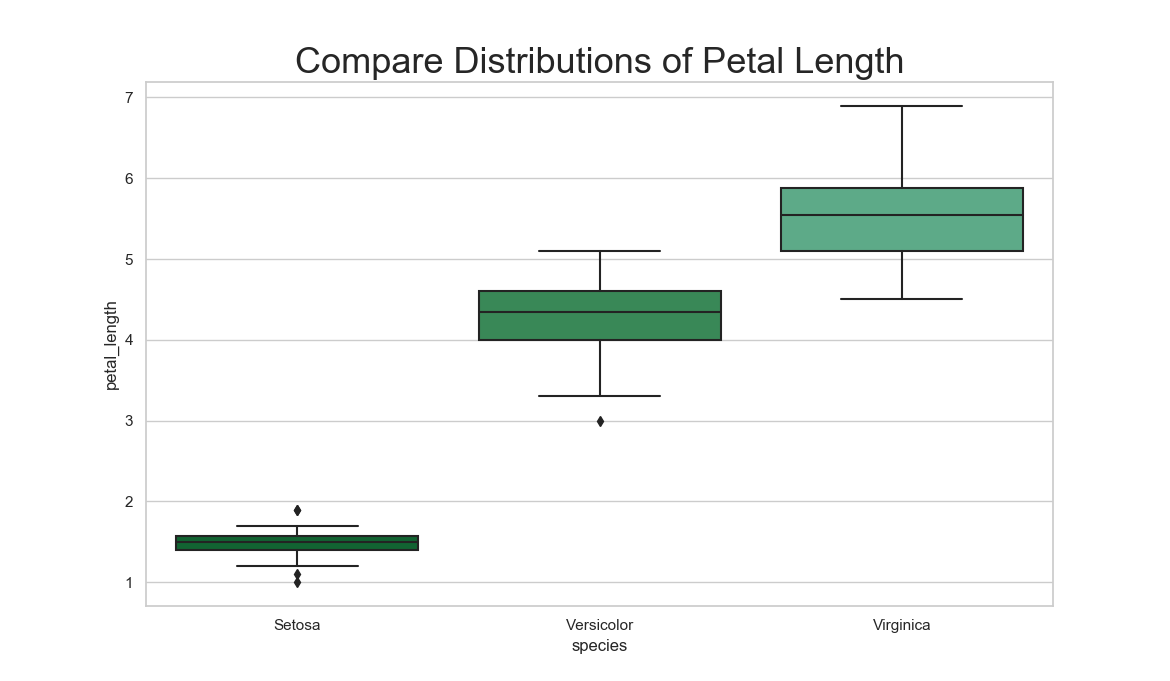 Compare Distributions of Petal Length
7
6
5
4
3
2
1
petal_length
Setosa Versicolor Virginica
species